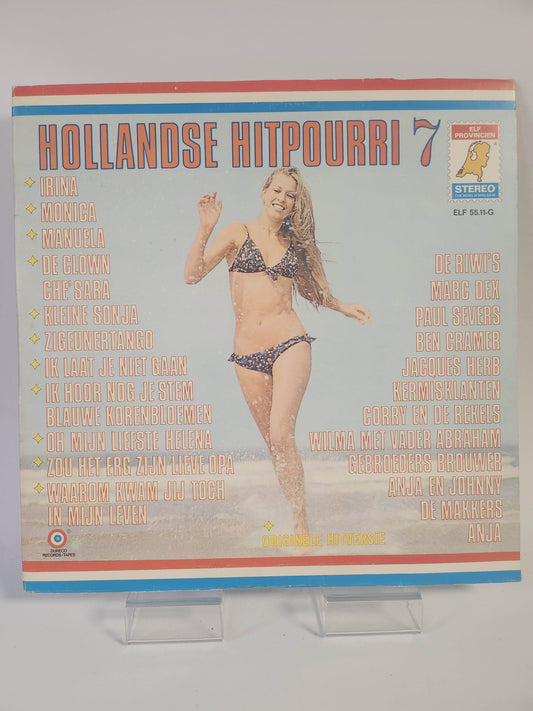 HOLLANDSE HITPOURRI 7
ELF PROVINCIEN
STEREO
ELF 55.11-G
IRINA
MONICA
MANUELA
DE CLOWN
CHE SARA
KLEINE SONJA
ZIGEUNERTANGO
IK LAAT JE NIET GAAN
IK HOOR NOG JE STEM
BLAUWE KORENBLOEMEN
OH MIJN LIEFSTE HELENA
ZOU HET ERG ZIJN LIEVE OPA
WAAROM KWAM JIJ TOCH
IN MIJN LEVEN
DE RIWI'S
MARC DEX
PAUL SEVERS
BEN CRAMER
JACQUES HERB
KERMISKLANTEN
CORRY EN DE REKELS
WILMA MET VADER ABRAHAM
GEBROEDERS BROUWER
ANJA EN JOHNNY
DE MAKKERS
ANJA
ORIGINELE HITVERSIE
DURECO
RECORDS/TAPES